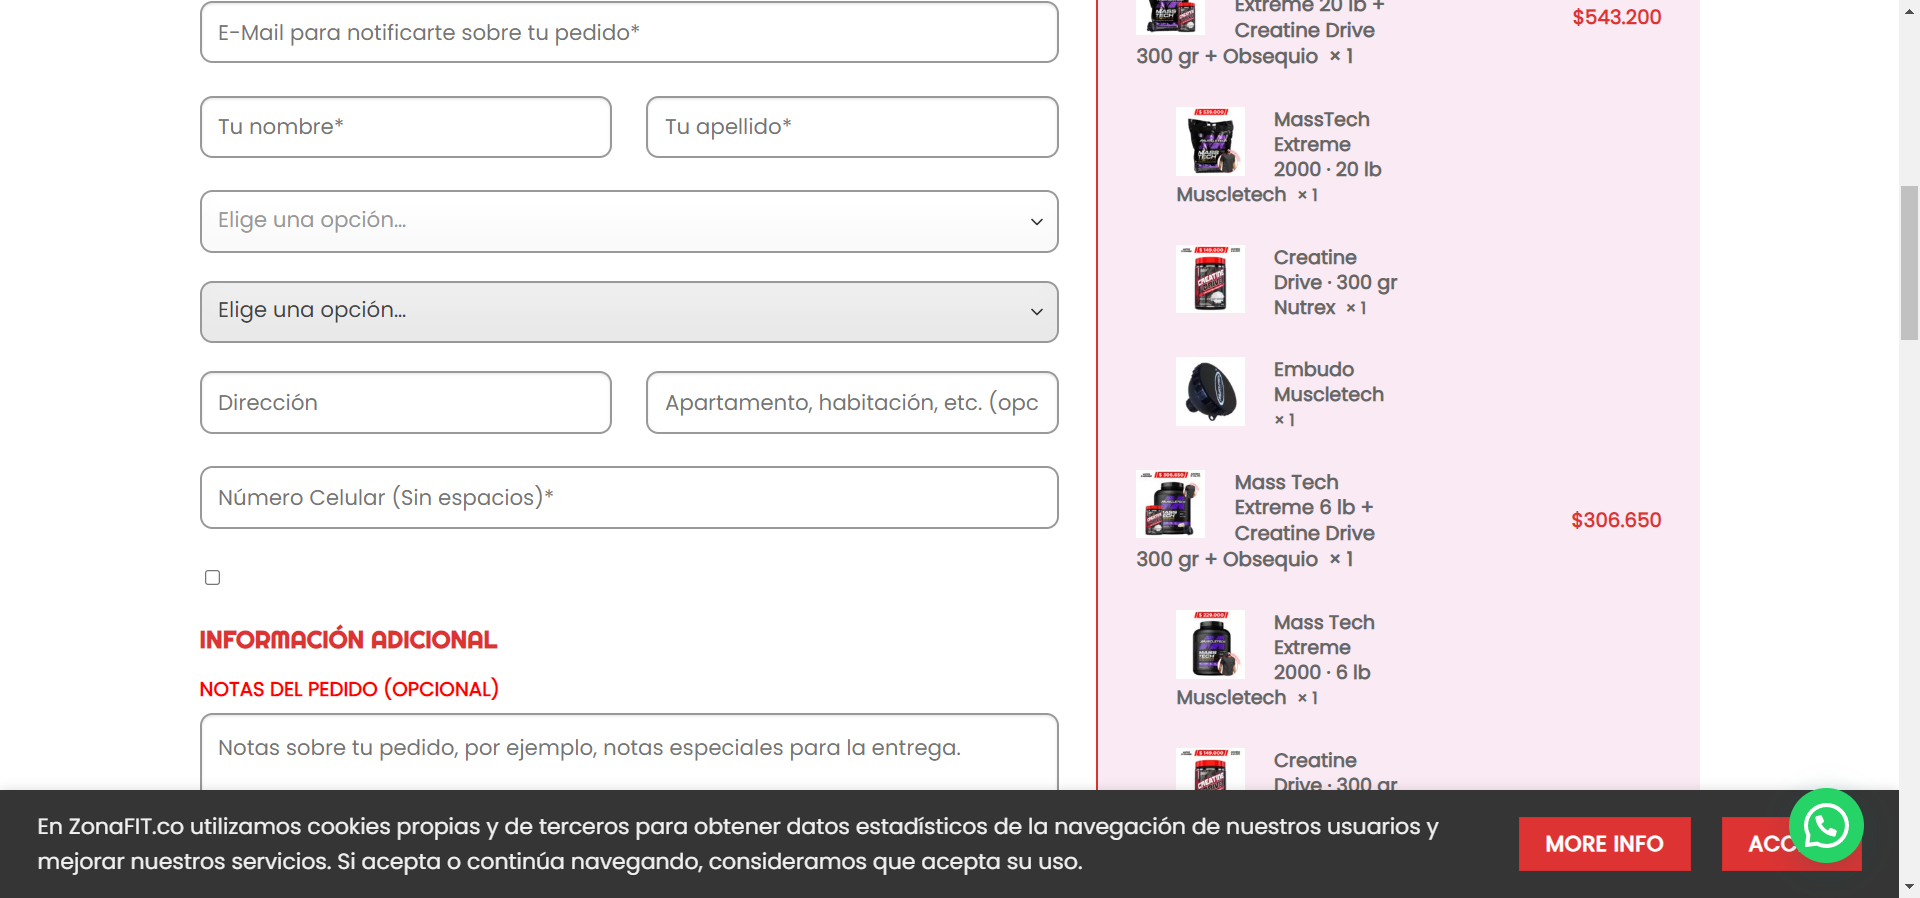 E-Mail para notificarte sobre tu pedido*
Tu nombre*
Tu apellido*
Elige una opción...
Elige una opción...
Dirección
Apartamento, habitación, etc. (opc
Número Celular (Sin espacios)*
INFORMACIÓN ADICIONAL
NOTAS DEL PEDIDO (OPCIONAL)
Notas sobre tu pedido, por ejemplo, notas especiales para la entrega.
Extreme 20 lb +
Creatine Drive
300 gr + Obsequio × 1
$543.200
MassTech
Extreme
2000 · 20 lb
Muscletech × 1
Creatine
Drive · 300 gr
Nutrex × 1
Embudo
Muscletech
× 1
Mass Tech
Extreme 6 lb +
Creatine Drive
300 gr + Obsequio × 1
$306.650
Mass Tech
Extreme
2000 · 6 lb
Muscletech × 1
Creatine
Drive · 300 gr
En ZonaFIT.co utilizamos cookies propias y de terceros para obtener datos estadísticos de la navegación de nuestros usuarios y
mejorar nuestros servicios. Si acepta o continúa navegando, consideramos que acepta su uso.
MORE INFO
ACC